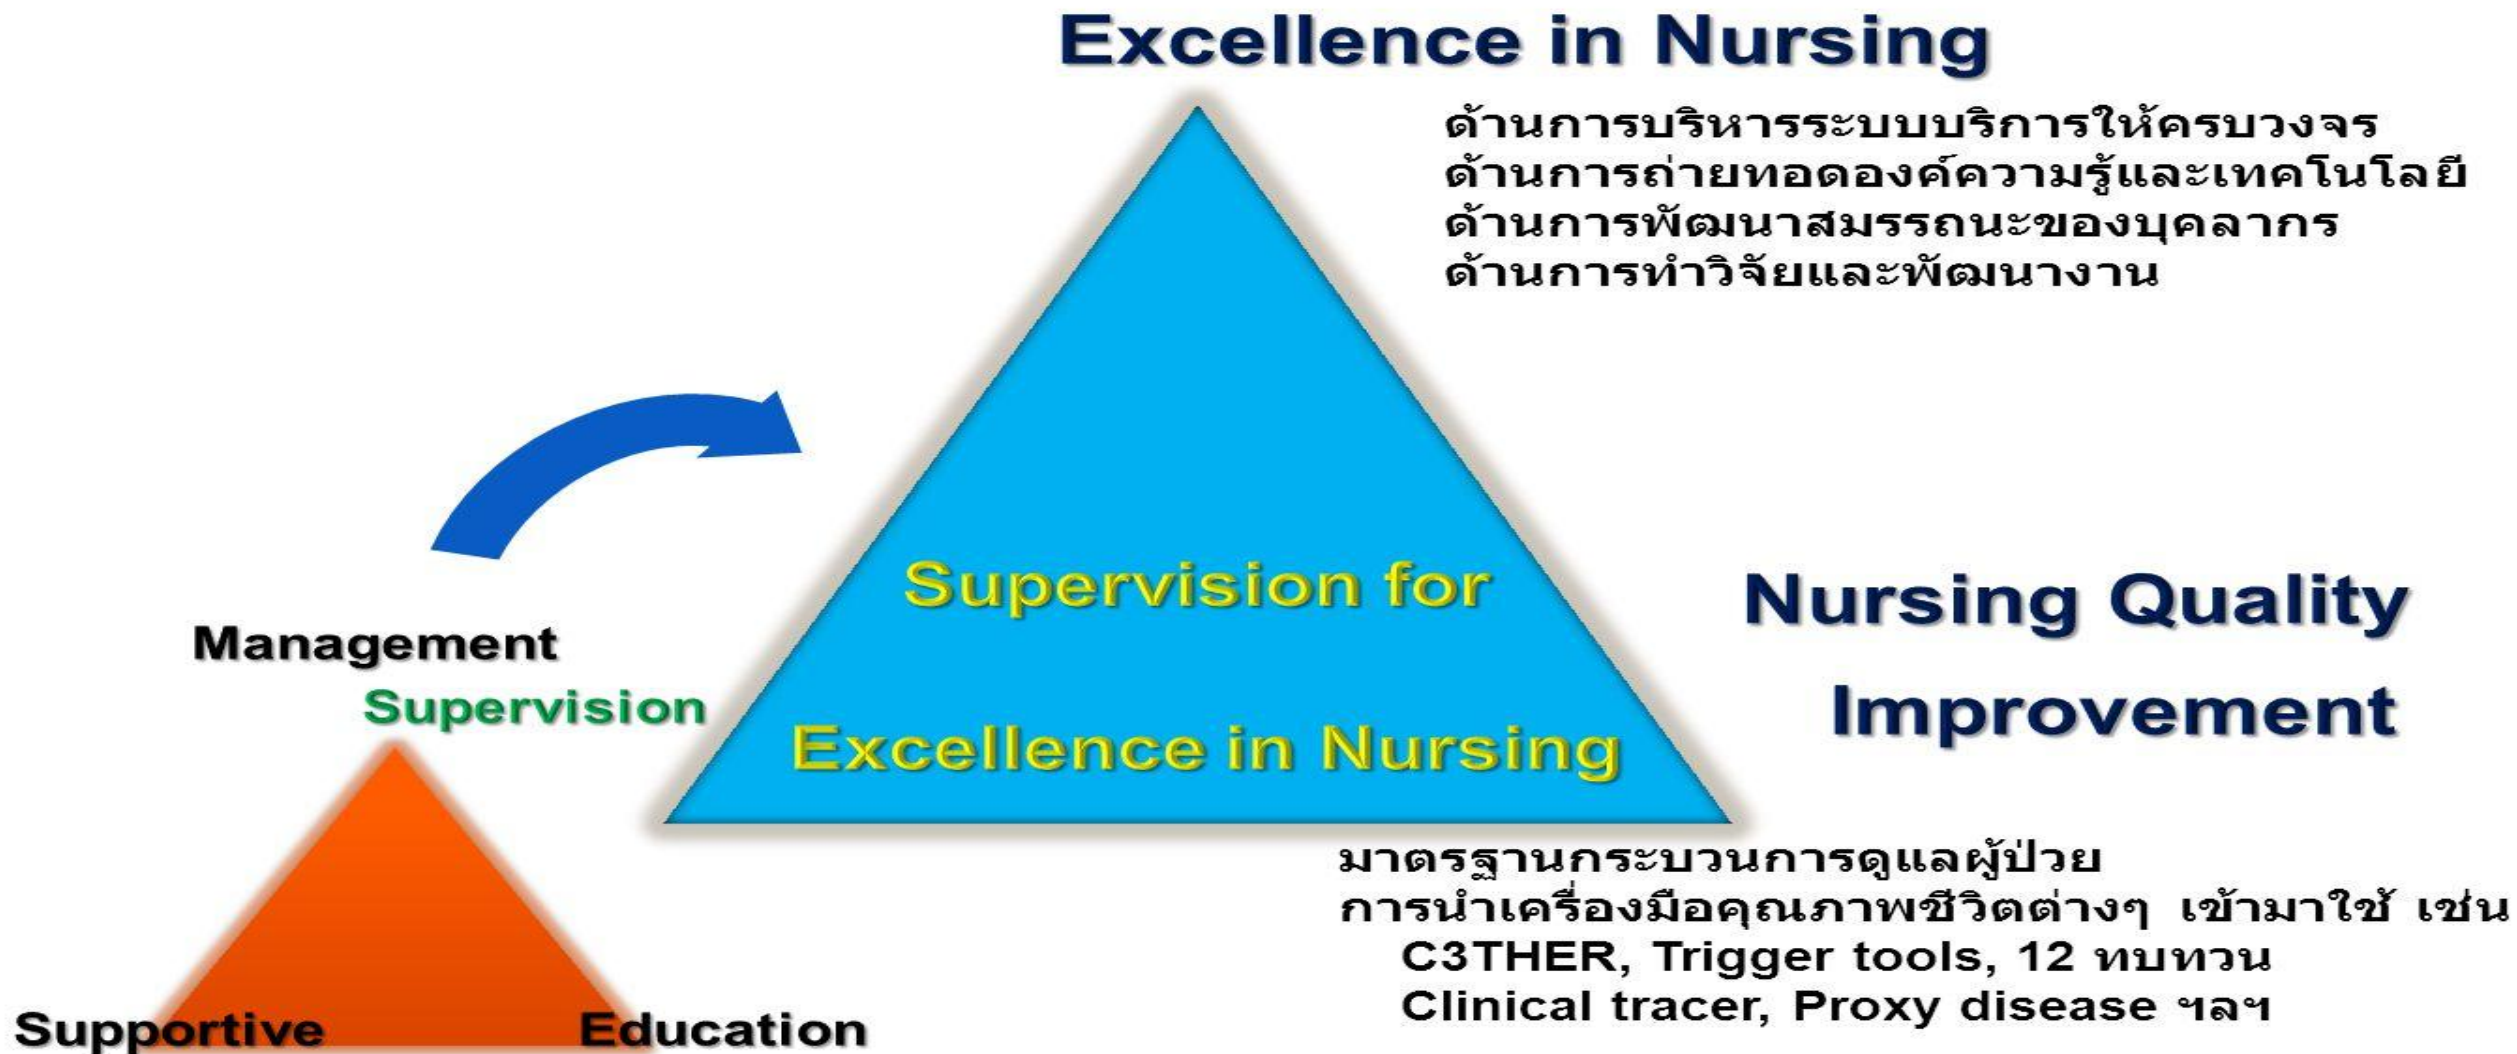 Excellence in Nursing
ด้านการบริหารระบบบริการให้ครบวงจร
ด้านการถ่ายทอดองค์ความรู้และเทคโนโลยี
ด้านการพัฒนาสมรรถนะของบุคลากร
ด้านการทำวิจัยและพัฒนางาน
Supervision for
Excellence in Nursing
Nursing Quality
Improvement
Management
Supervision
Supportive
Education
มาตรฐานกระบวนการดูแลผู้ป่วย
การนำเครื่องมือคุณภาพชีวิตต่างๆ เข้ามาใช้ เช่น
C3THER, Trigger tools, 12 ทบทวน
Clinical tracer, Proxy disease ฯลฯ